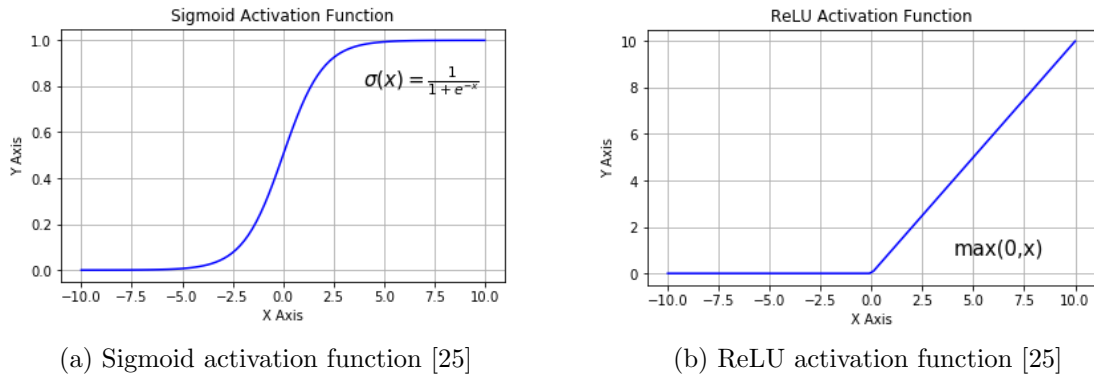 Sigmoid Activation Function
1.0
0.8
0.6
0.4
0.2
0.0
Y Axis
σ(x) = 1 / (1 + e^{-x})
−10.0 −7.5 −5.0 −2.5 0.0 2.5 5.0 7.5 10.0
X Axis
(a) Sigmoid activation function [25]
ReLU Activation Function
10
8
6
4
2
0
Y Axis
max(0,x)
−10.0 −7.5 −5.0 −2.5 0.0 2.5 5.0 7.5 10.0
X Axis
(b) ReLU activation function [25]